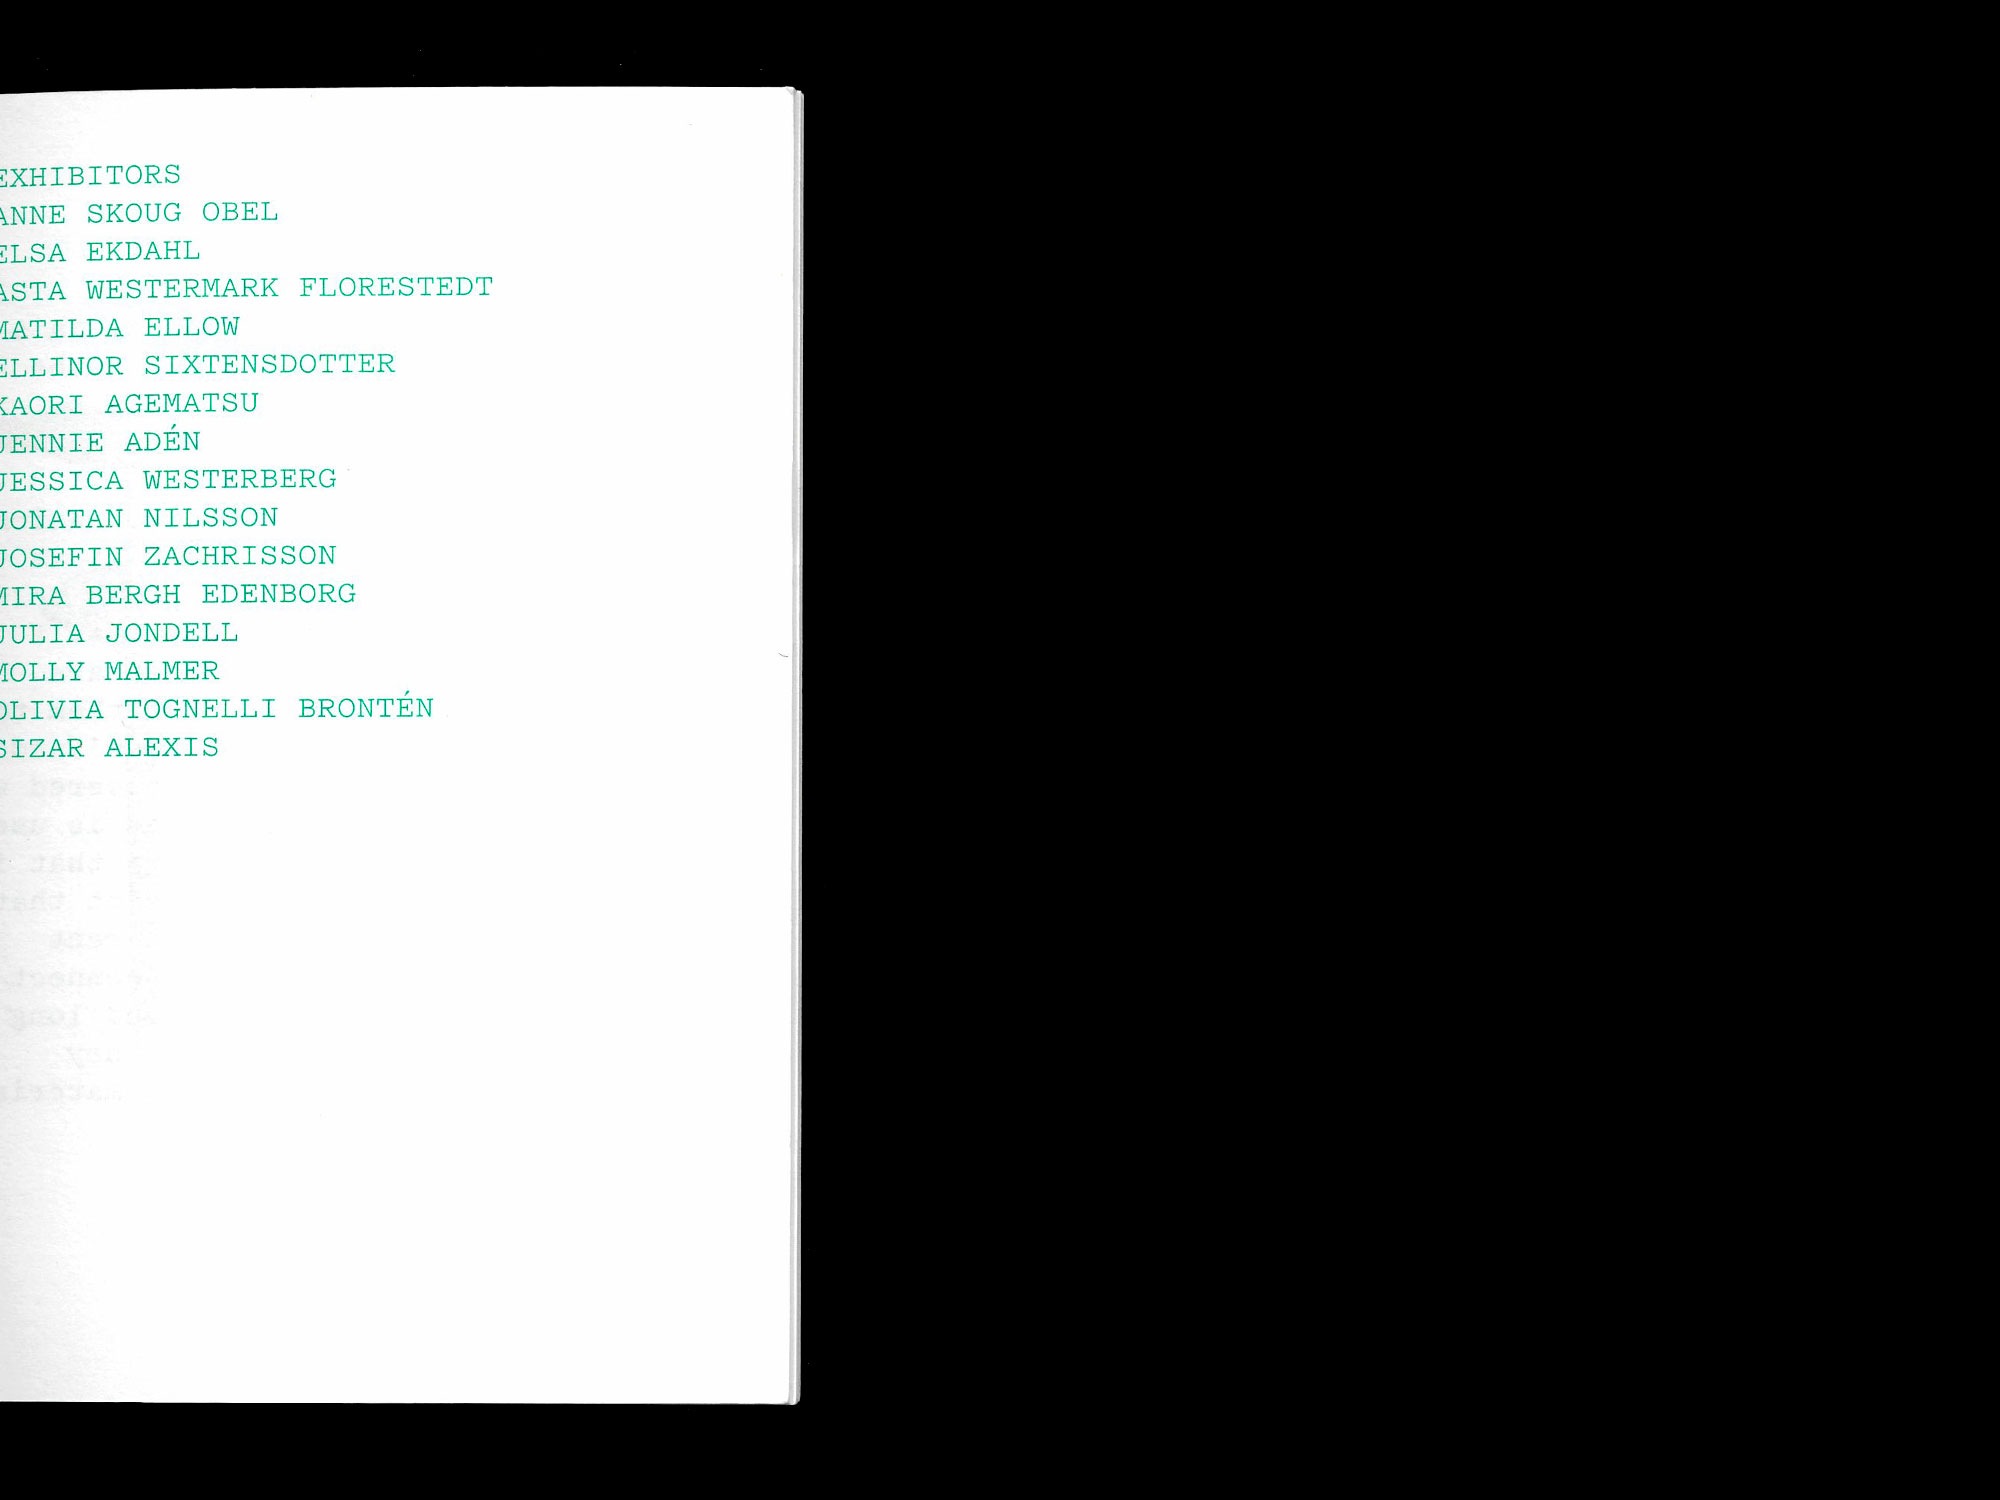 EXHIBITORS
ANNE SKOUG OBEL
ELSA EKDAHL
ASTA WESTERMARK FLORESTEDT
MATILDA ELLOW
ELLINOR SIXTENSDOTTER
KAORI AGEMATSU
JENNIE ADÉN
JESSICA WESTERBERG
JONATAN NILSSON
JOSEFIN ZACHRISSON
MIRA BERGH EDENBORG
JULIA JONDELL
MOLLY MALMER
OLIVIA TOGNELLI BRONTÉN
SIZAR ALEXIS